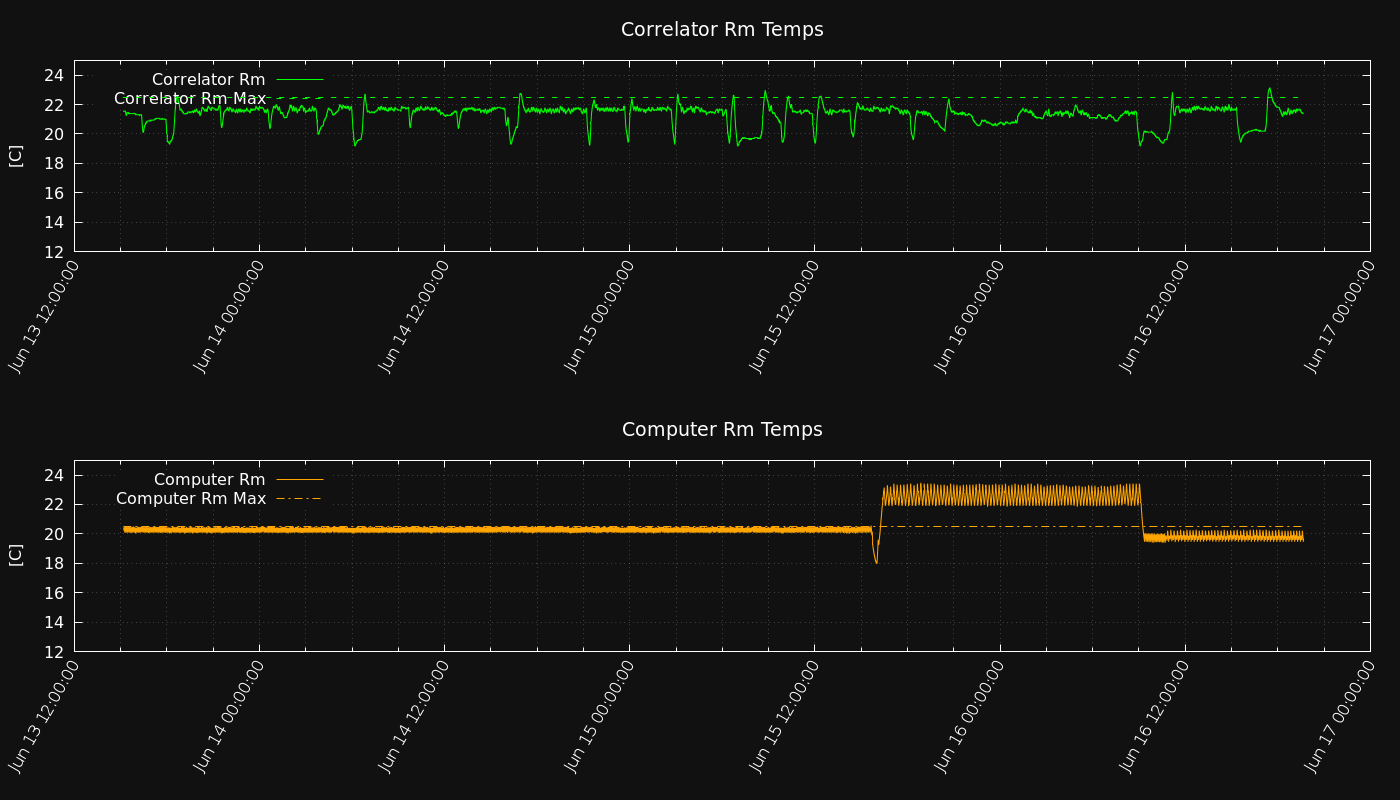 Correlator Rm Temps
Correlator Rm
Correlator Rm Max
24
22
20
18
16
14
12
[C]
Jun 13 12:00:00
Jun 14 00:00:00
Jun 14 12:00:00
Jun 15 00:00:00
Jun 15 12:00:00
Jun 16 00:00:00
Jun 16 12:00:00
Jun 17 00:00:00
Computer Rm Temps
Computer Rm
Computer Rm Max
24
22
20
18
16
14
12
[C]
Jun 13 12:00:00
Jun 14 00:00:00
Jun 14 12:00:00
Jun 15 00:00:00
Jun 15 12:00:00
Jun 16 00:00:00
Jun 16 12:00:00
Jun 17 00:00:00